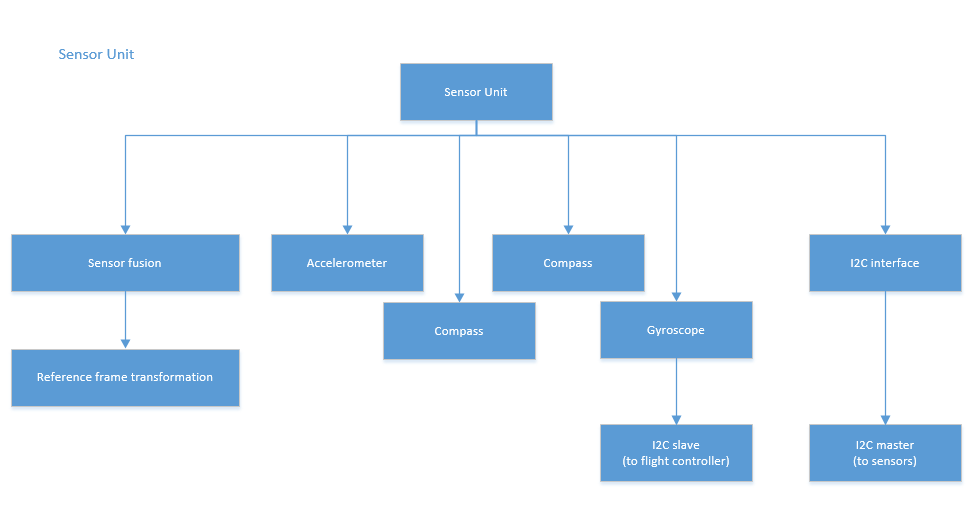 Sensor Unit
Sensor Unit
Sensor fusion
Accelerometer
Compass
I2C interface
Compass
Gyroscope
Reference frame transformation
I2C slave
(to flight controller)
I2C master
(to sensors)